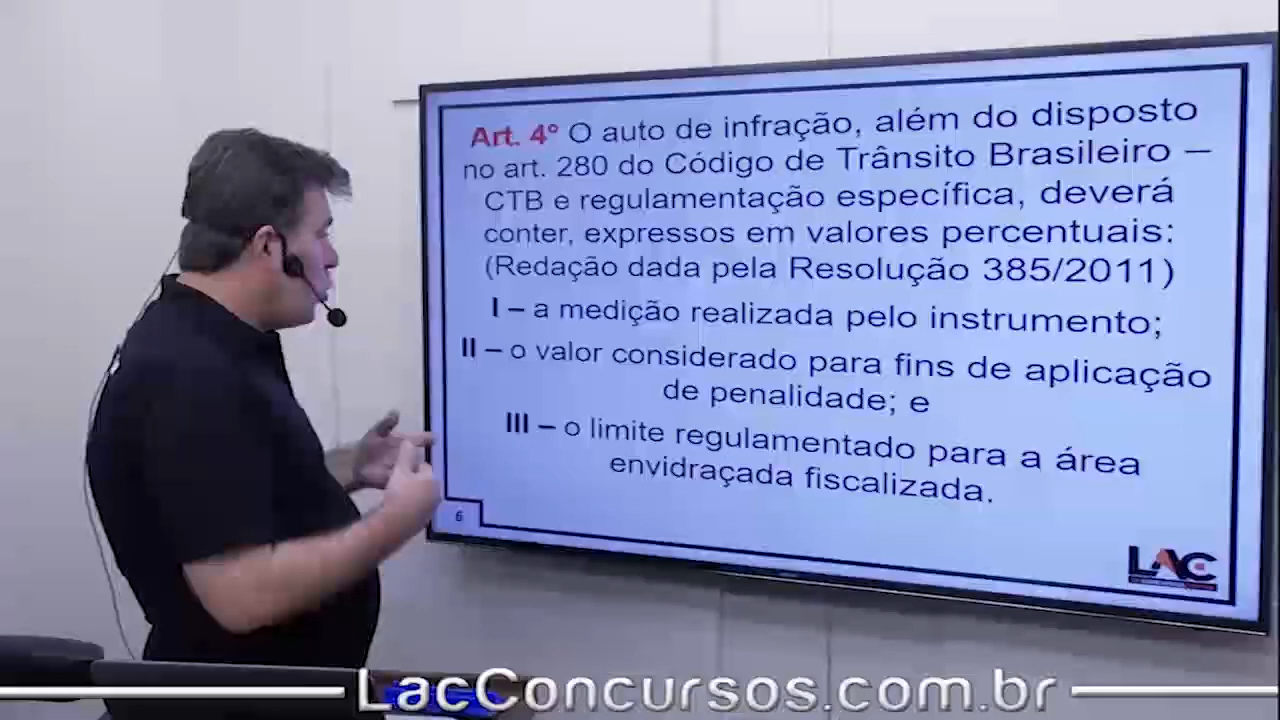 Art. 4º O auto de infração, além do disposto
no art. 280 do Código de Trânsito Brasileiro –
CTB e regulamentação específica, deverá
conter, expressos em valores percentuais:
(Redação dada pela Resolução 385/2011)
I – a medição realizada pelo instrumento;
II – o valor considerado para fins de aplicação
de penalidade; e
III – o limite regulamentado para a área
envidraçada fiscalizada.
6
LAC
LacConcursos.com.br